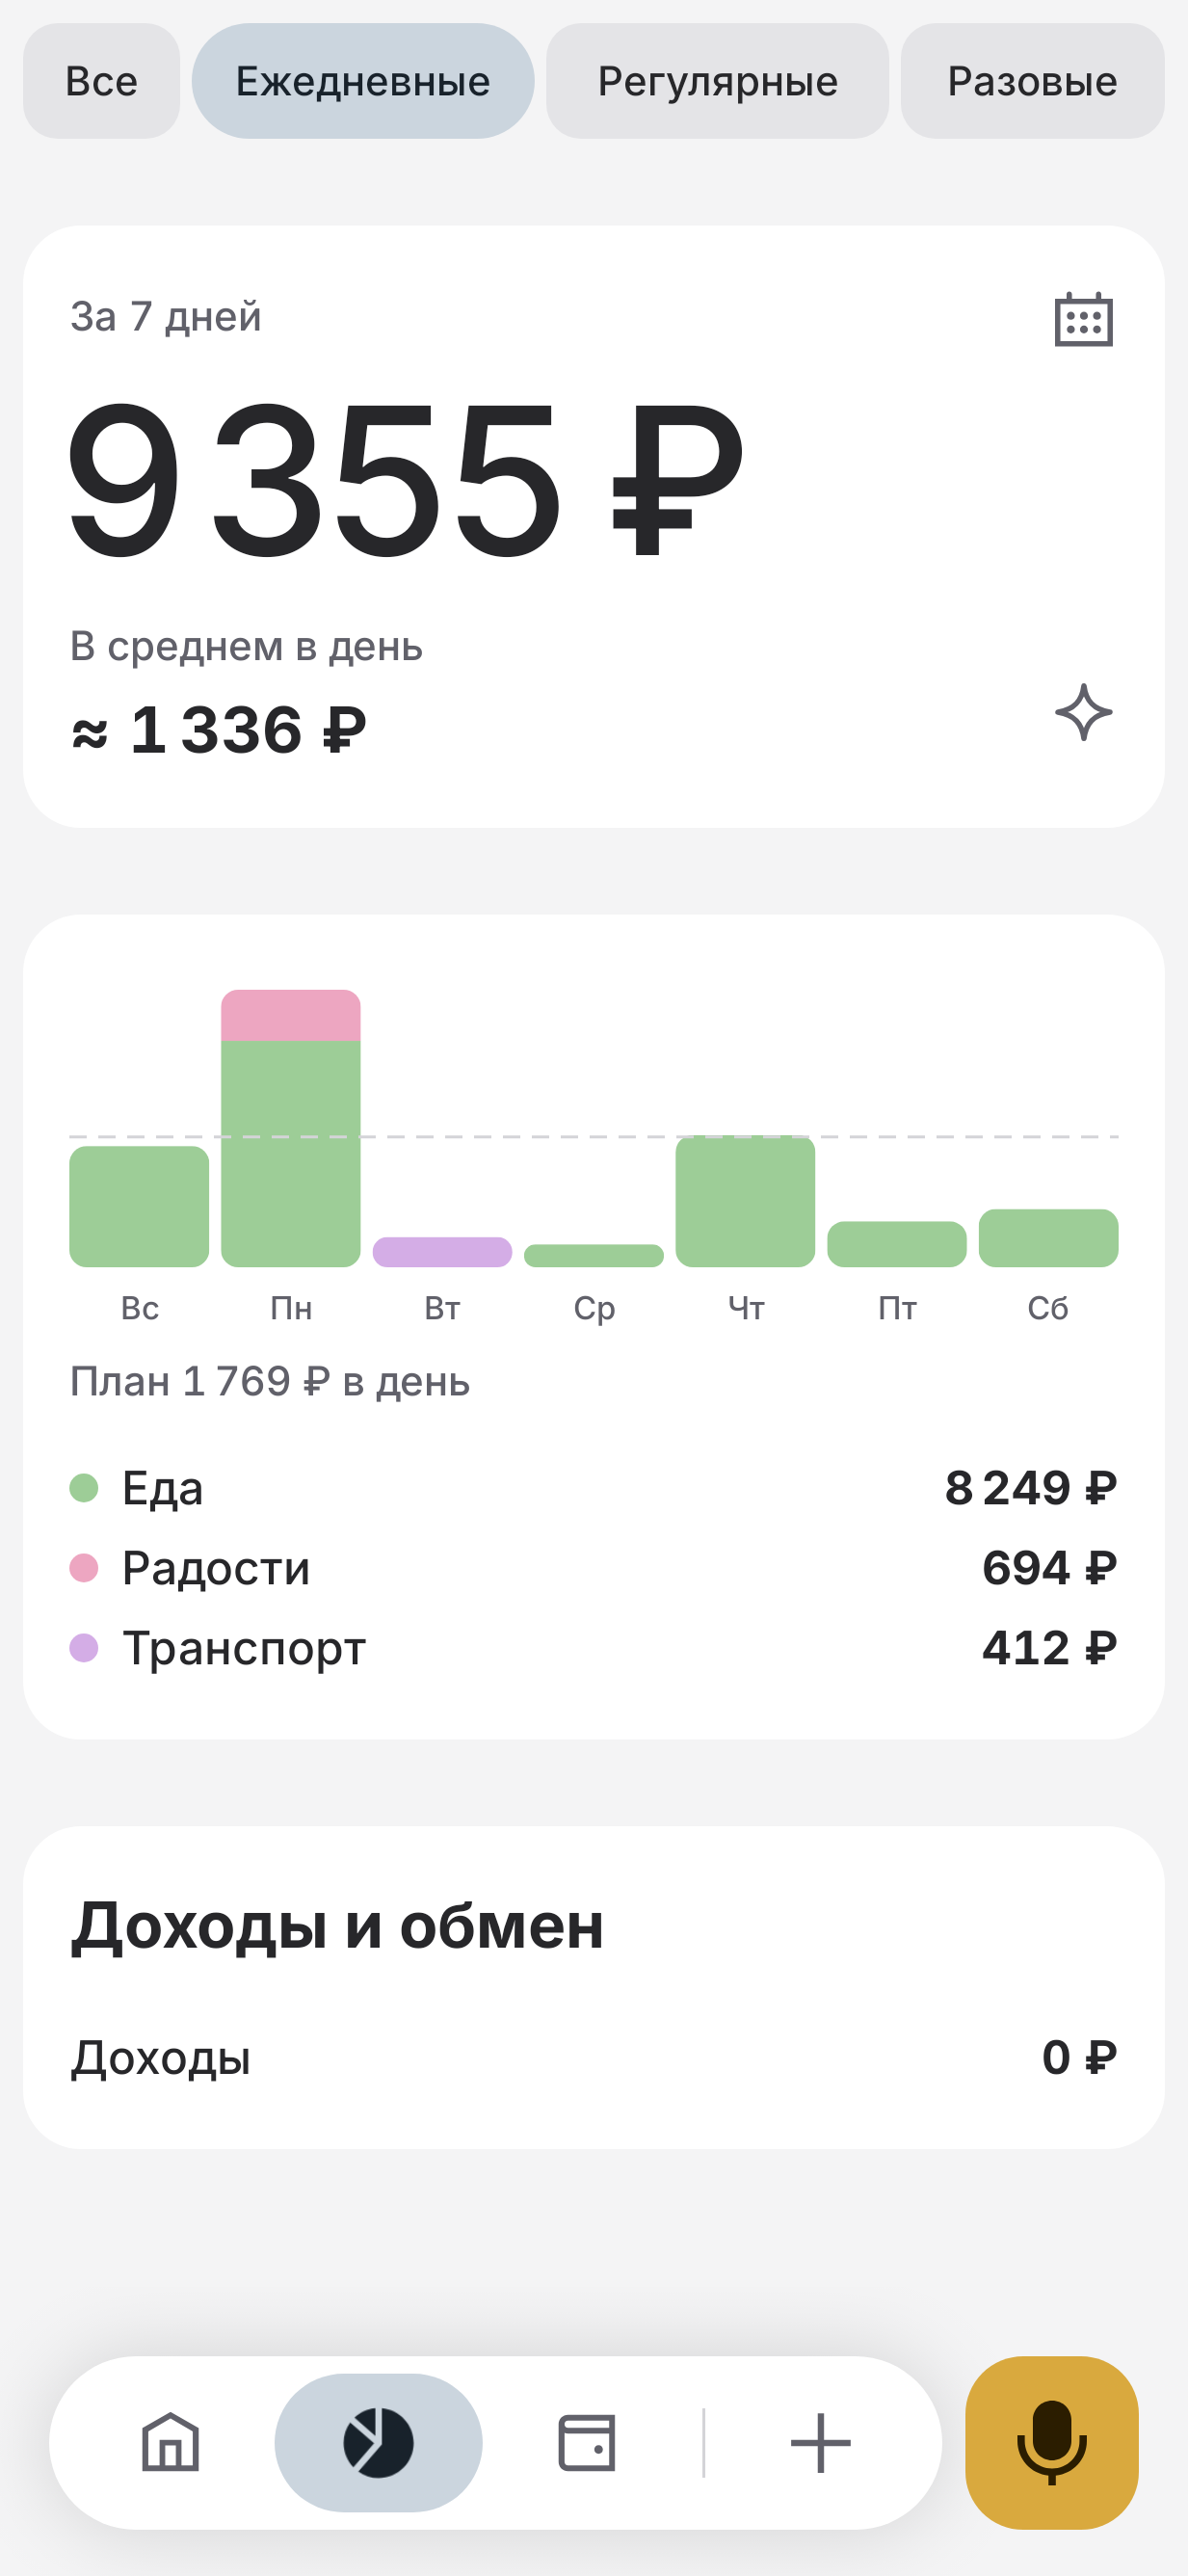 Все Ежедневные Регулярные Разовые
За 7 дней
9 355 ₽
В среднем в день
≈ 1 336 ₽
Вс Пн Вт Ср Чт Пт Сб
План 1 769 ₽ в день
Еда 8 249 ₽
Радости 694 ₽
Транспорт 412 ₽
Доходы и обмен
Доходы 0 ₽